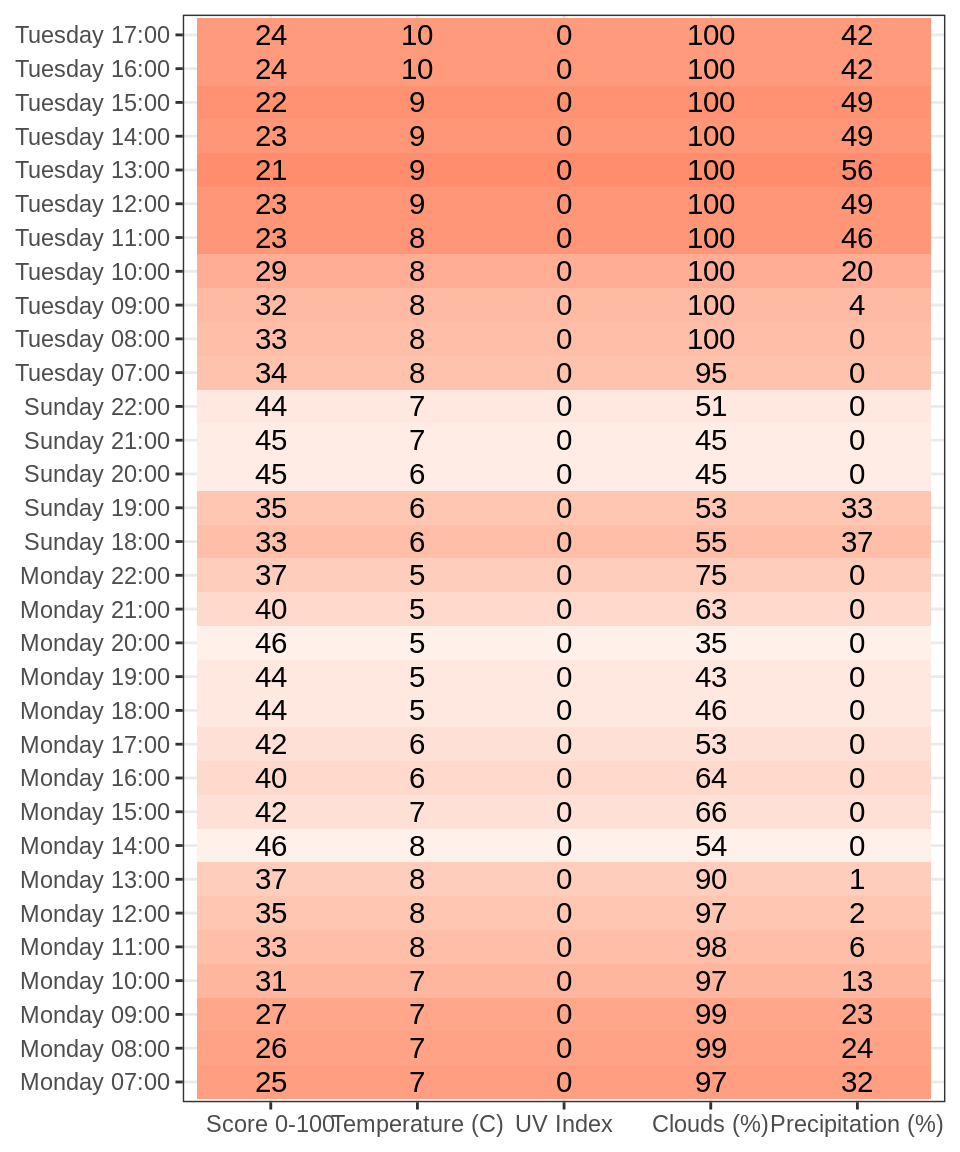 Tuesday 17:00 24 10 0 100 42
Tuesday 16:00 24 10 0 100 42
Tuesday 15:00 22 9 0 100 49
Tuesday 14:00 23 9 0 100 49
Tuesday 13:00 21 9 0 100 56
Tuesday 12:00 23 9 0 100 49
Tuesday 11:00 23 8 0 100 46
Tuesday 10:00 29 8 0 100 20
Tuesday 09:00 32 8 0 100 4
Tuesday 08:00 33 8 0 100 0
Tuesday 07:00 34 8 0 95 0
Sunday 22:00 44 7 0 51 0
Sunday 21:00 45 7 0 45 0
Sunday 20:00 45 6 0 45 0
Sunday 19:00 35 6 0 53 33
Sunday 18:00 33 6 0 55 37
Monday 22:00 37 5 0 75 0
Monday 21:00 40 5 0 63 0
Monday 20:00 46 5 0 35 0
Monday 19:00 44 5 0 43 0
Monday 18:00 44 5 0 46 0
Monday 17:00 42 6 0 53 0
Monday 16:00 40 6 0 64 0
Monday 15:00 42 7 0 66 0
Monday 14:00 46 8 0 54 0
Monday 13:00 37 8 0 90 1
Monday 12:00 35 8 0 97 2
Monday 11:00 33 8 0 98 6
Monday 10:00 31 7 0 97 13
Monday 09:00 27 7 0 99 23
Monday 08:00 26 7 0 99 24
Monday 07:00 25 7 0 97 32
Score 0-100 Temperature (C) UV Index Clouds (%) Precipitation (%)